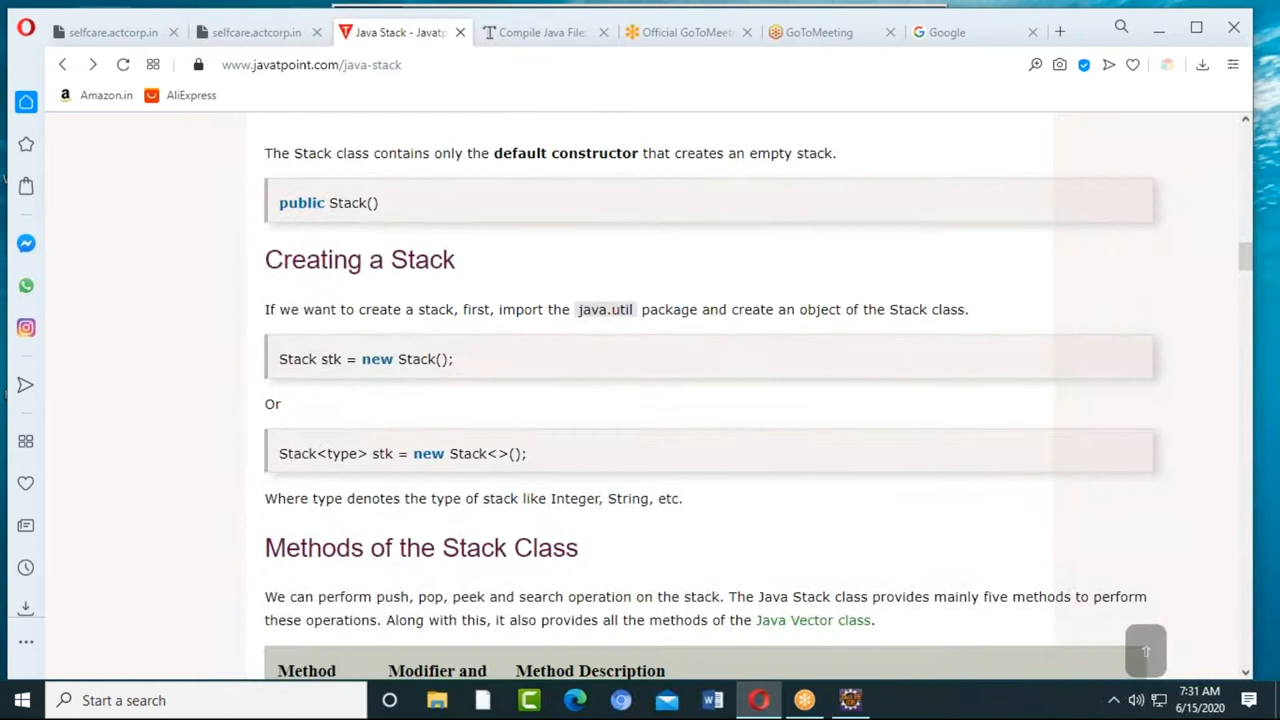 selfcare.actcorp.in
selfcare.actcorp.in
Java Stack - Javatp
Compile Java File
Official GoToMeeti
GoToMeeting
Google
www.javatpoint.com/java-stack
Amazon.in
AliExpress
The Stack class contains only the default constructor that creates an empty stack.
public Stack()
Creating a Stack
If we want to create a stack, first, import the java.util package and create an object of the Stack class.
Stack stk = new Stack();
Or
Stack<type> stk = new Stack<>();
Where type denotes the type of stack like Integer, String, etc.
Methods of the Stack Class
We can perform push, pop, peek and search operation on the stack. The Java Stack class provides mainly five methods to perform
these operations. Along with this, it also provides all the methods of the Java Vector class.
Method Modifier and Method Description
Start a search
7:31 AM
6/15/2020